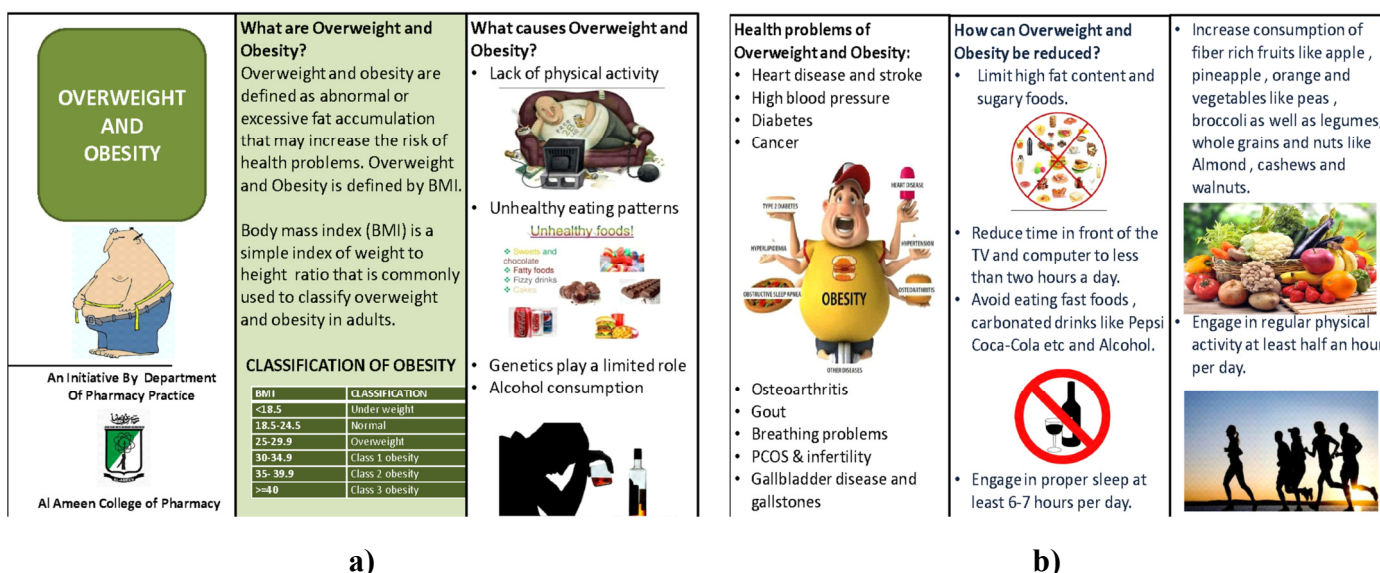 OVERWEIGHT
AND
OBESITY
An Initiative By Department
Of Pharmacy Practice
AL-AMEEN
Al Ameen College of Pharmacy
What are Overweight and
Obesity?
Overweight and obesity are
defined as abnormal or
excessive fat accumulation
that may increase the risk of
health problems. Overweight
and Obesity is defined by BMI.
Body mass index (BMI) is a
simple index of weight to
height ratio that is commonly
used to classify overweight
and obesity in adults.
CLASSIFICATION OF OBESITY
BMI CLASSIFICATION
<18.5 Under weight
18.5-24.5 Normal
25-29.9 Overweight
30-34.9 Class 1 obesity
35- 39.9 Class 2 obesity
>=40 Class 3 obesity
What causes Overweight and
Obesity?
• Lack of physical activity
• Unhealthy eating patterns
Unhealthy foods!
❖ Sweets and
chocolate
❖ Fatty foods
❖ Fizzy drinks
❖ Cakes
• Genetics play a limited role
• Alcohol consumption
a)
Health problems of
Overweight and Obesity:
• Heart disease and stroke
• High blood pressure
• Diabetes
• Cancer
HEART DISEASE
TYPE 2 DIABETES
HYPERLIPIDEMIA
HYPERTENSION
OBSTRUCTIVE SLEEP APNEA
OSTEOARTHRITIS
OBESITY
OTHER DISEASES
• Osteoarthritis
• Gout
• Breathing problems
• PCOS & infertility
• Gallbladder disease and
gallstones
How can Overweight and
Obesity be reduced?
• Limit high fat content and
sugary foods.
• Reduce time in front of the
TV and computer to less
than two hours a day.
• Avoid eating fast foods ,
carbonated drinks like Pepsi
Coca-Cola etc and Alcohol.
• Engage in proper sleep at
least 6-7 hours per day.
• Increase consumption of
fiber rich fruits like apple ,
pineapple , orange and
vegetables like peas ,
broccoli as well as legumes,
whole grains and nuts like
Almond , cashews and
walnuts.
• Engage in regular physical
activity at least half an hour
per day.
b)